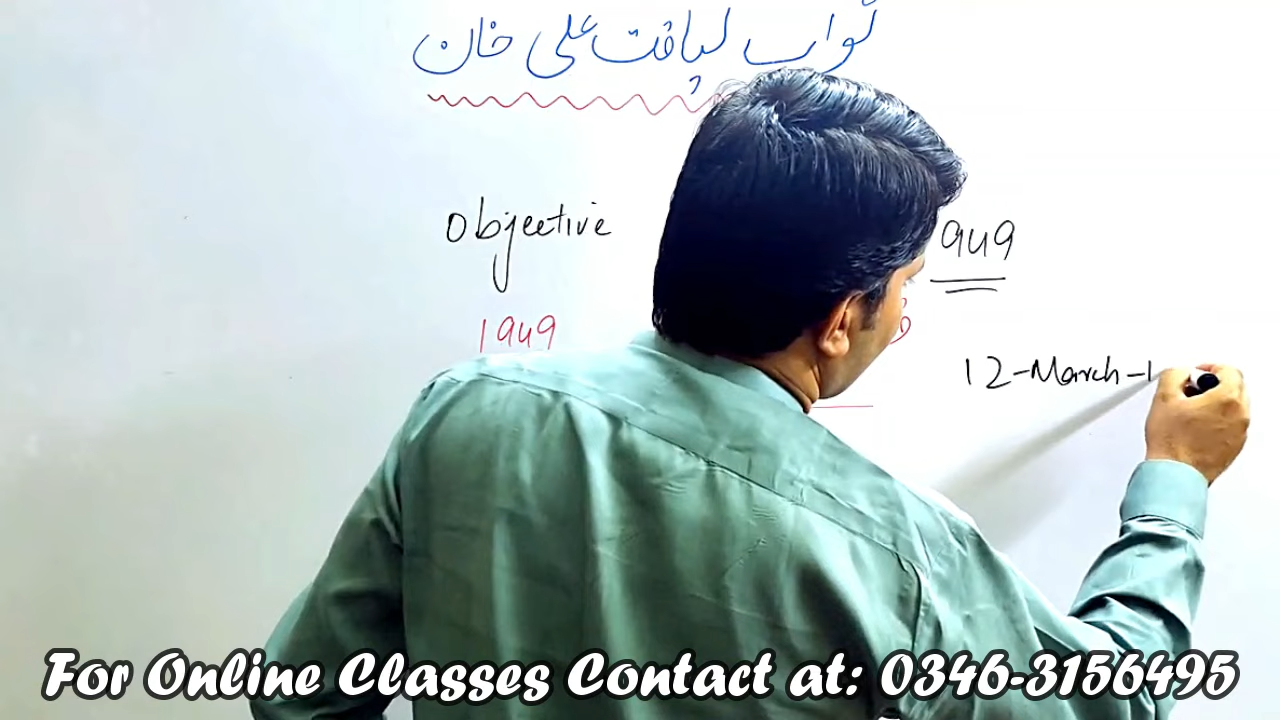 نواب لیاقت علی خان
Objective 949
1949
12-March-1
For Online Classes Contact at: 0346-3156495